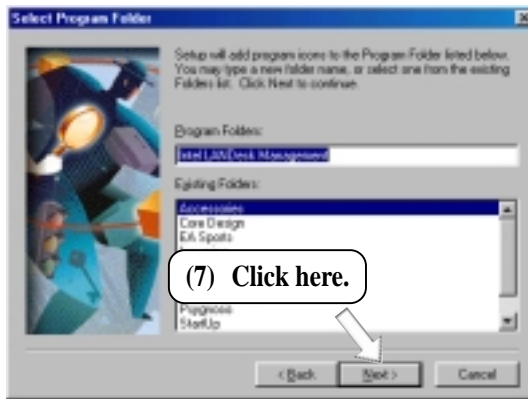 Select Program Folder
Setup will add program icons to the Program Folder listed below.
You may type a new folder name, or select one from the existing
Folders list. Click Next to continue.
Program Folders:
Intel LANDesk Management
Existing Folders:
Accessories
Core Design
EA Sports
(7) Click here.
Psygnosis
StartUp
< Back
Next >
Cancel